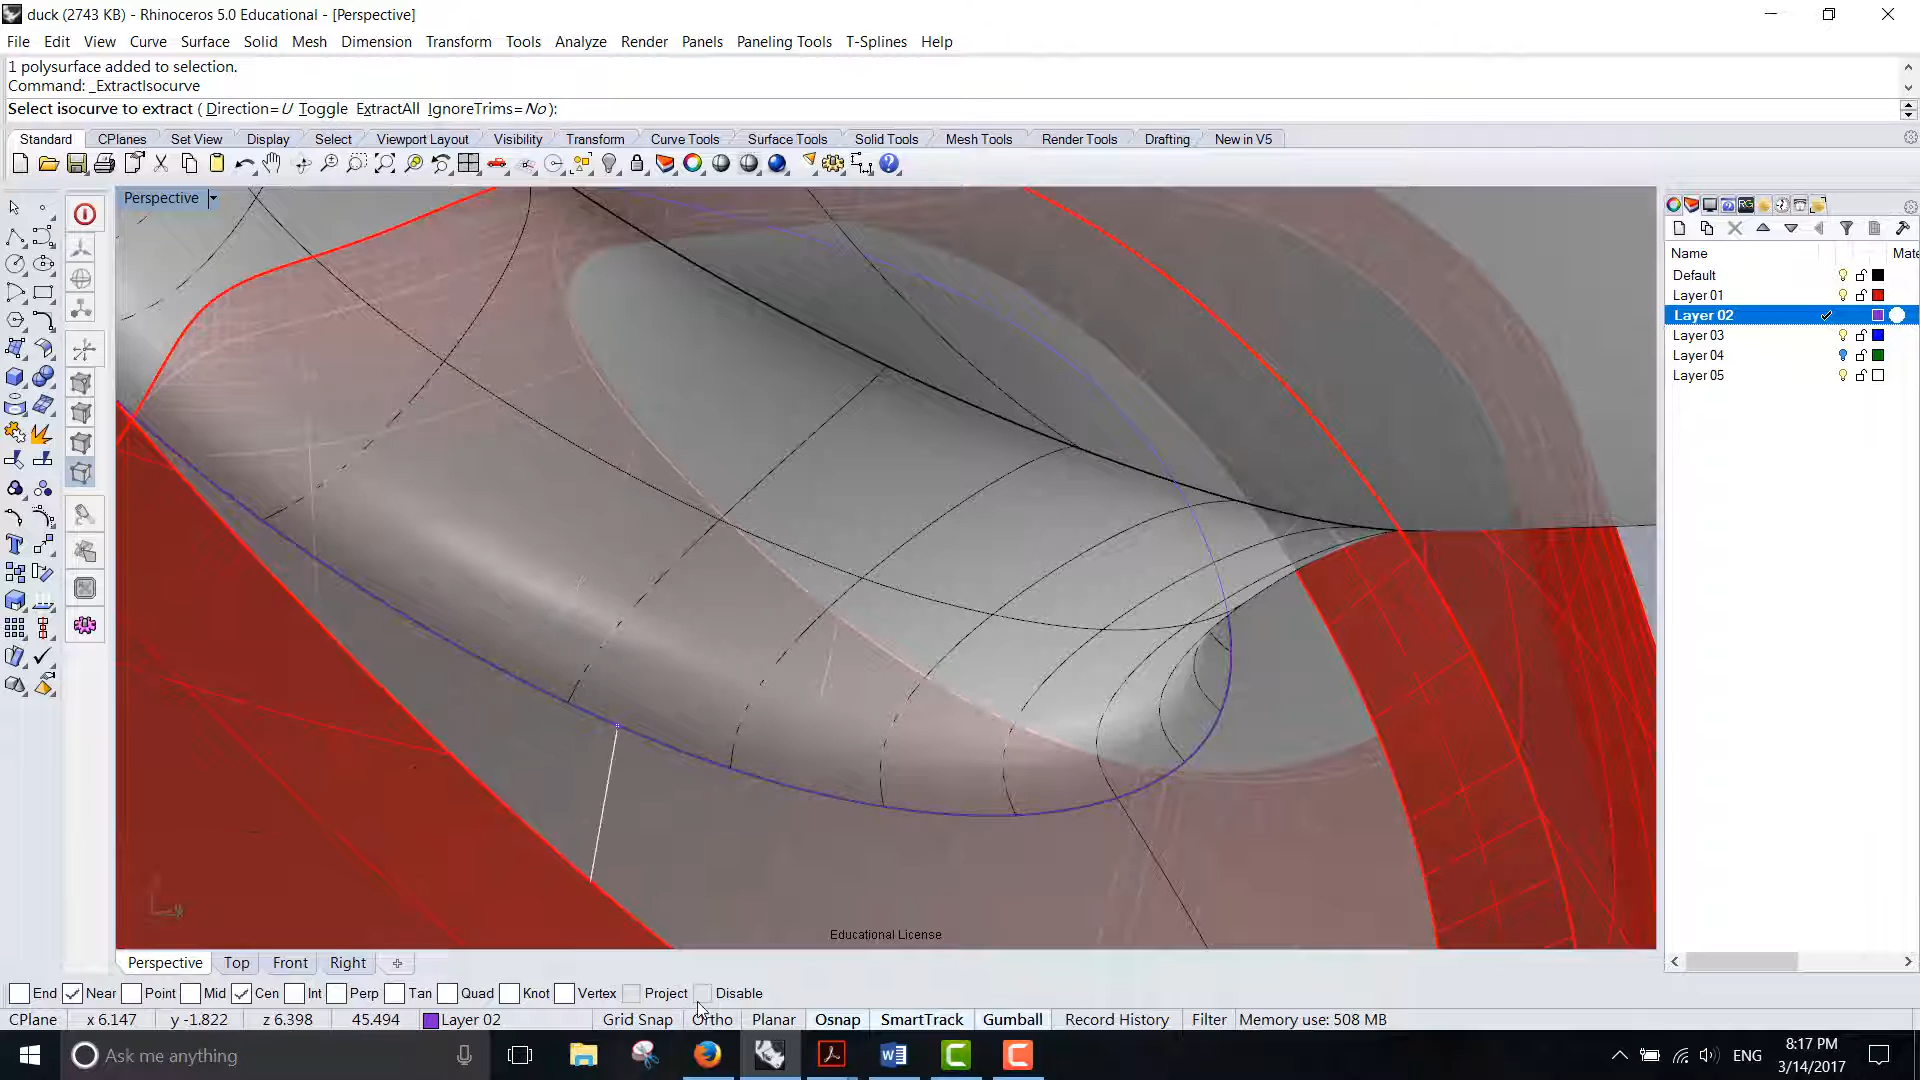 duck (2743 KB) - Rhinoceros 5.0 Educational - [Perspective]
File Edit View Curve Surface Solid Mesh Dimension Transform Tools Analyze Render Panels Paneling Tools T-Splines Help
1 polysurface added to selection.
Command: _ExtractIsocurve
Select isocurve to extract ( Direction=U Toggle ExtractAll IgnoreTrims=No ):
Standard CPlanes Set View Display Select Viewport Layout Visibility Transform Curve Tools Surface Tools Solid Tools Mesh Tools Render Tools Drafting New in V5
Perspective
Name Mate
Default
Layer 01
Layer 02
Layer 03
Layer 04
Layer 05
Educational License
Perspective Top Front Right
End Near Point Mid Cen Int Perp Tan Quad Knot Vertex Project Disable
CPlane x 6.147 y -1.822 z 6.398 45.494 Layer 02 Grid Snap Ortho Planar Osnap SmartTrack Gumball Record History Filter Memory use: 508 MB
Ask me anything
ENG
8:17 PM
3/14/2017